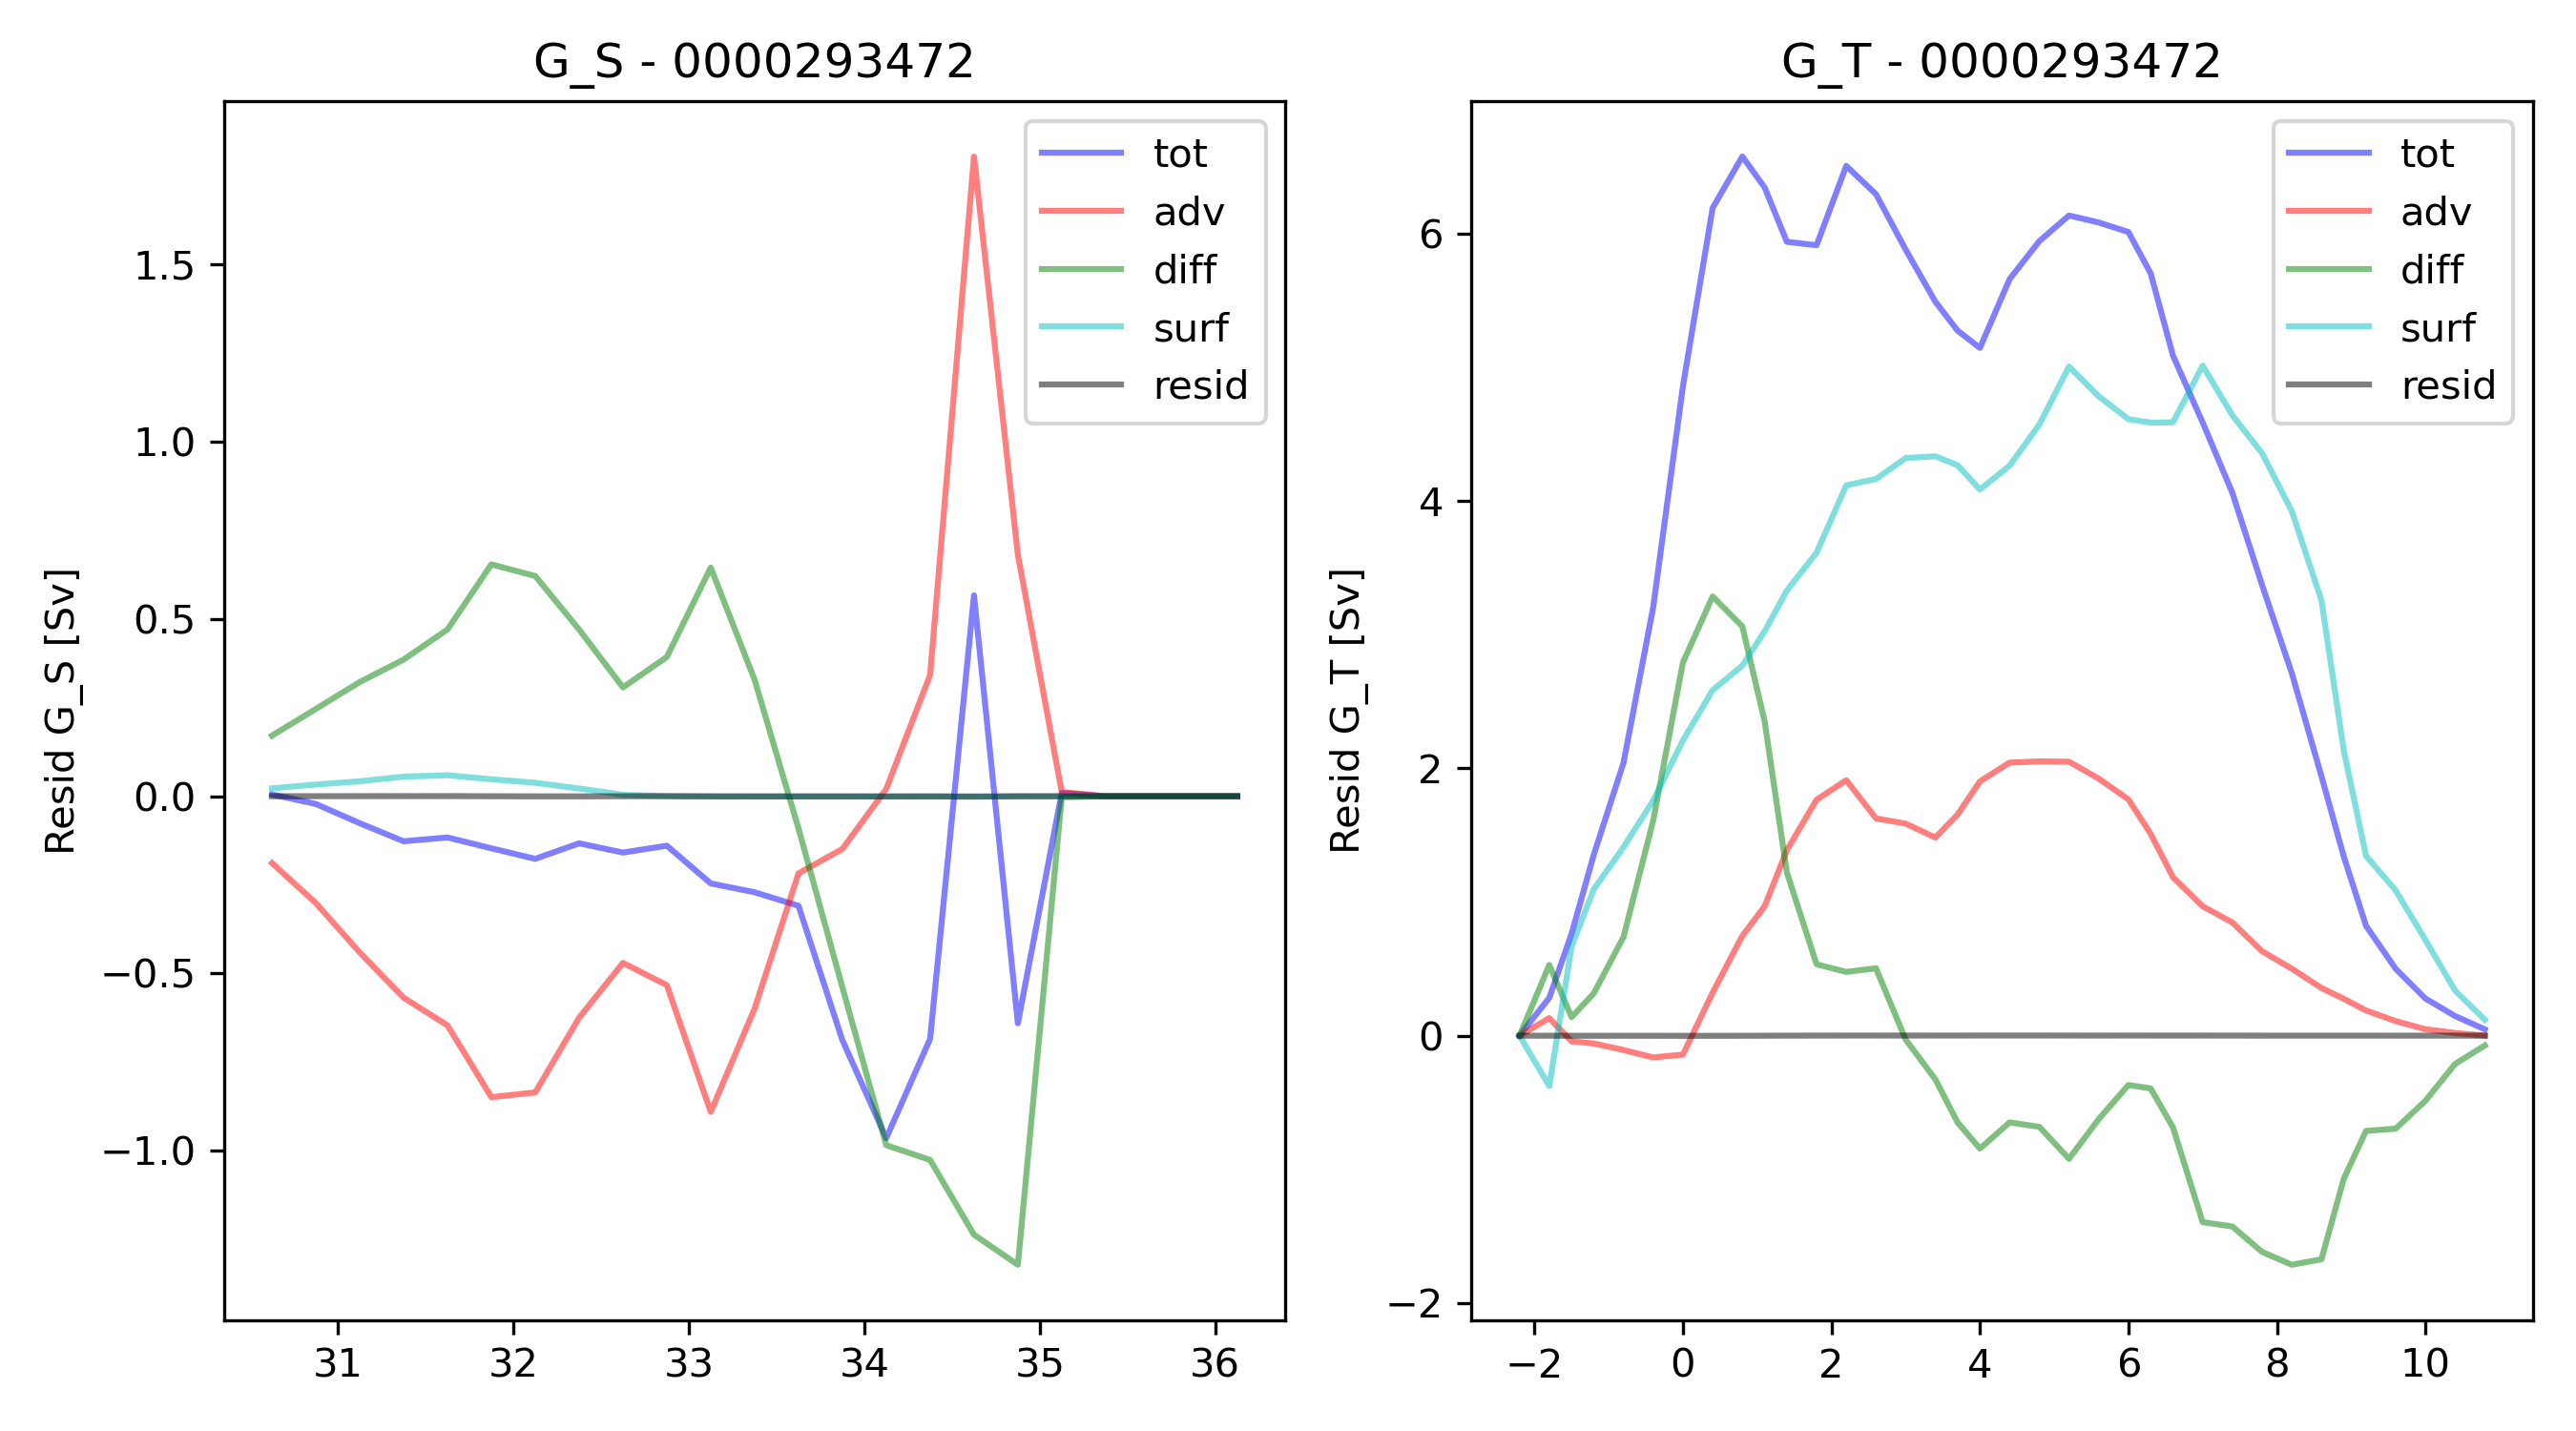 G_S - 0000293472
Resid G_S [Sv]
1.5
1.0
0.5
0.0
−0.5
−1.0
31 32 33 34 35 36
tot
adv
diff
surf
resid
G_T - 0000293472
Resid G_T [Sv]
6
4
2
0
−2
−2 0 2 4 6 8 10
tot
adv
diff
surf
resid